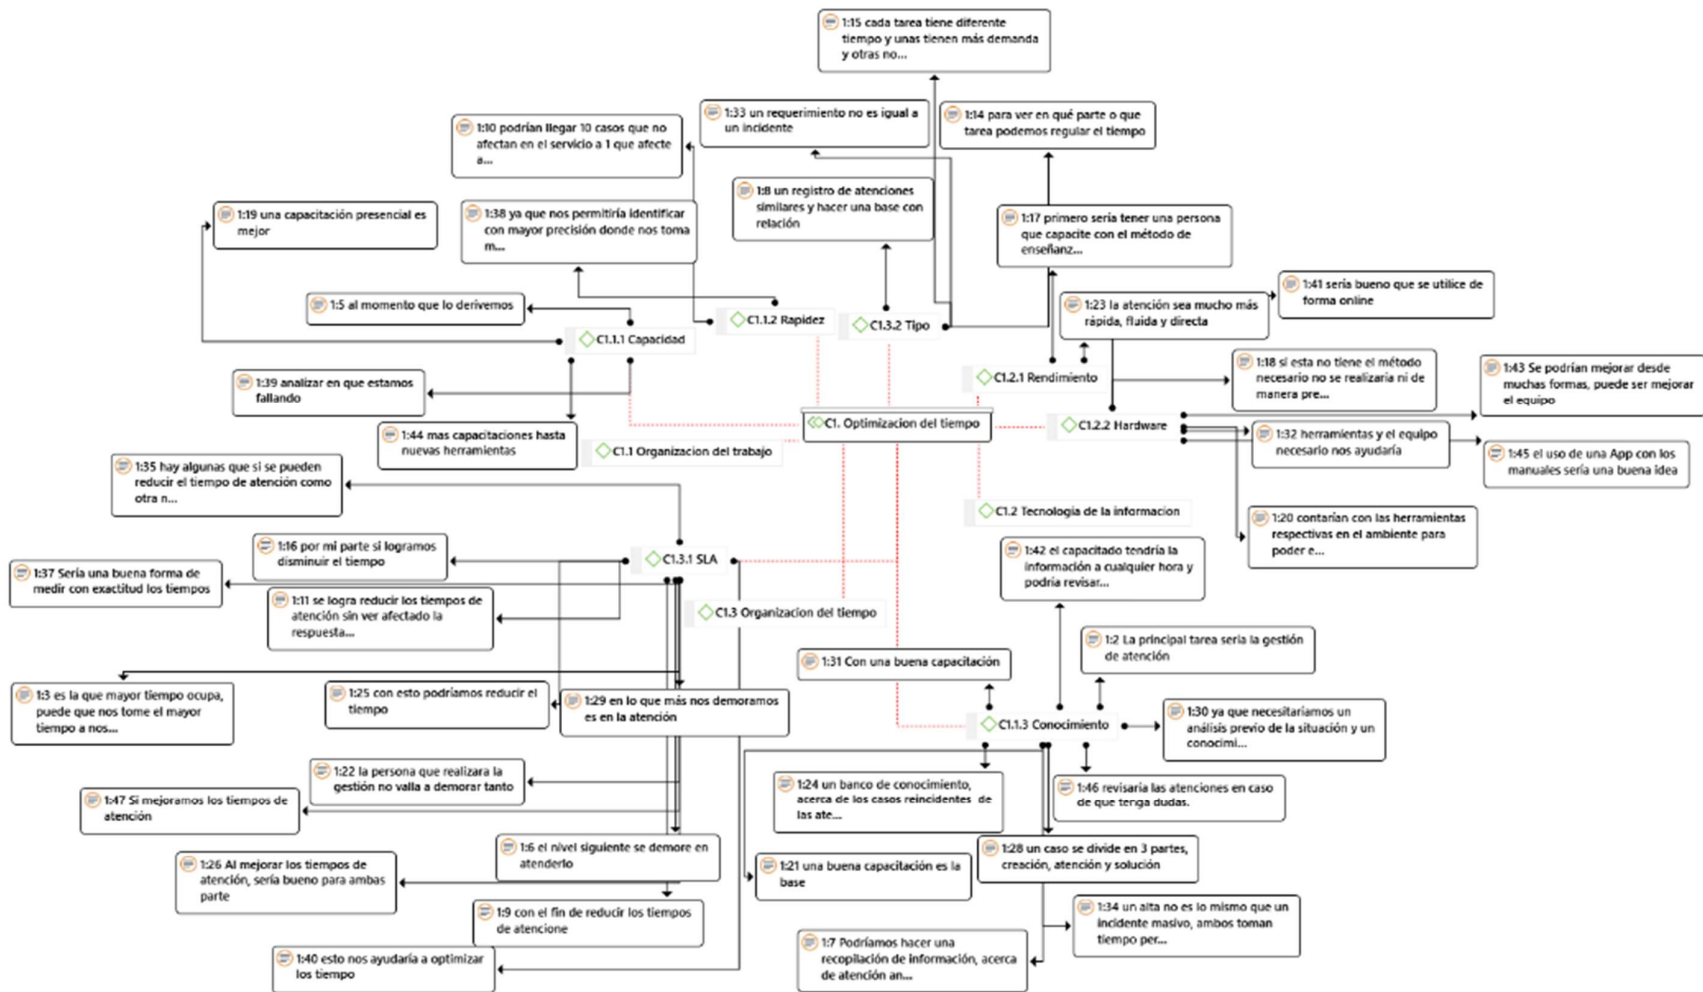 1:15 cada tarea tiene diferente
tiempo y unas tienen más demanda
y otras no...
1:10 podrían llegar 10 casos que no
afectan en el servicio a 1 que afecte
a...
1:33 un requerimiento no es igual a
un incidente
1:14 para ver en qué parte o que
tarea podemos regular el tiempo
1:19 una capacitación presencial es
mejor
1:38 ya que nos permitiría identificar
con mayor precisión donde nos toma
m...
1:8 un registro de atenciones
similares y hacer una base con
relación
1:17 primero seria tener una persona
que capacite con el método de
enseñanz...
1:5 al momento que lo derivemos
C1.1.1 Capacidad
C1.1.2 Rapidez
C1.3.2 Tipo
1:23 la atención sea mucho más
rápida, fluida y directa
1:41 sería bueno que se utilice de
forma online
1:39 analizar en que estamos
fallando
C1.2.1 Rendimiento
1:18 si esta no tiene el método
necesario no se realizaría ni de
manera pre...
1:43 Se podrían mejorar desde
muchas formas, puede ser mejorar
el equipo
1:44 mas capacitaciones hasta
nuevas herramientas
C1.1 Organizacion del trabajo
C1. Optimizacion del tiempo
C1.2.2 Hardware
1:32 herramientas y el equipo
necesario nos ayudaría
1:45 el uso de una App con los
manuales sería una buena idea
1:35 hay algunas que si se pueden
reducir el tiempo de atención como
otra n...
C1.2 Tecnología de la informacion
1:20 contarían con las herramientas
respectivas en el ambiente para
poder e...
1:16 por mi parte si logramos
disminuir el tiempo
C1.3.1 SLA
1:42 el capacitado tendría la
información a cualquier hora y
podría revisar...
1:37 Sería una buena forma de
medir con exactitud los tiempos
1:11 se logra reducir los tiempos de
atención sin ver afectado la
respuesta...
C1.3 Organizacion del tiempo
1:31 Con una buena capacitación
1:2 La principal tarea seria la gestión
de atención
1:3 es la que mayor tiempo ocupa,
puede que nos tome el mayor
tiempo a nos...
1:25 con esto podríamos reducir el
tiempo
1:29 en lo que más nos demoramos
es en la atención
C1.1.3 Conocimiento
1:30 ya que necesitaríamos un
análisis previo de la situación y un
conocimi...
1:22 la persona que realizara la
gestión no valla a demorar tanto
1:24 un banco de conocimiento,
acerca de los casos reincidentes de
las ate...
1:46 revisaria las atenciones en caso
de que tenga dudas.
1:47 Si mejoramos los tiempos de
atención
1:6 el nivel siguiente se demore en
atenderlo
1:28 un caso se divide en 3 partes,
creación, atención y solución
1:26 Al mejorar los tiempos de
atención, sería bueno para ambas
parte
1:21 una buena capacitación es la
base
1:9 con el fin de reducir los tiempos
de atencione
1:34 un alta no es lo mismo que un
incidente masivo, ambos toman
tiempo per...
1:40 esto nos ayudaría a optimizar
los tiempo
1:7 Podríamos hacer una
recopilación de información, acerca
de atención an...